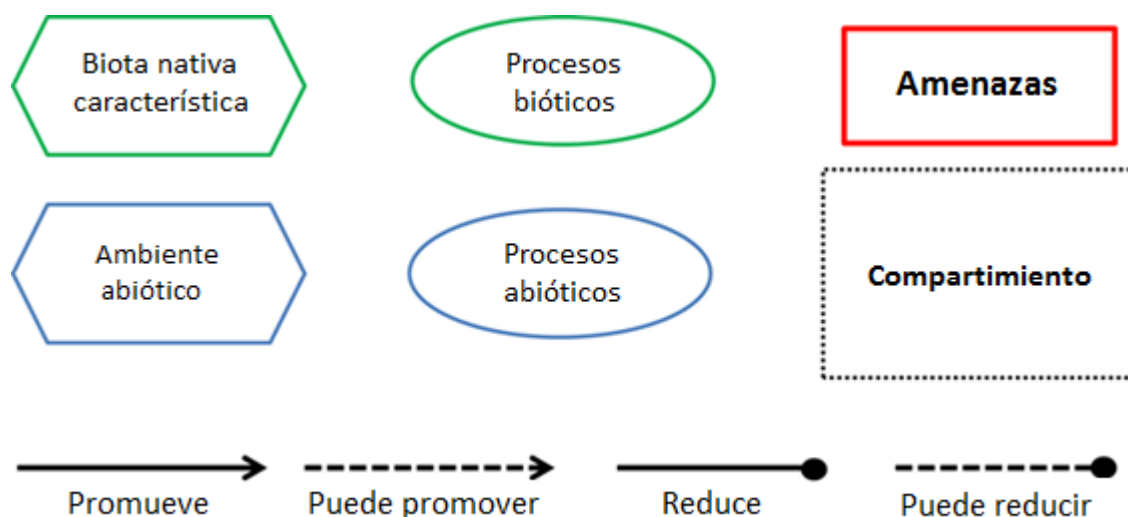 Biota nativa
característica
Procesos
bióticos
Amenazas
Ambiente
abiótico
Procesos
abióticos
Compartimiento
Promueve
Puede promover
Reduce
Puede reducir